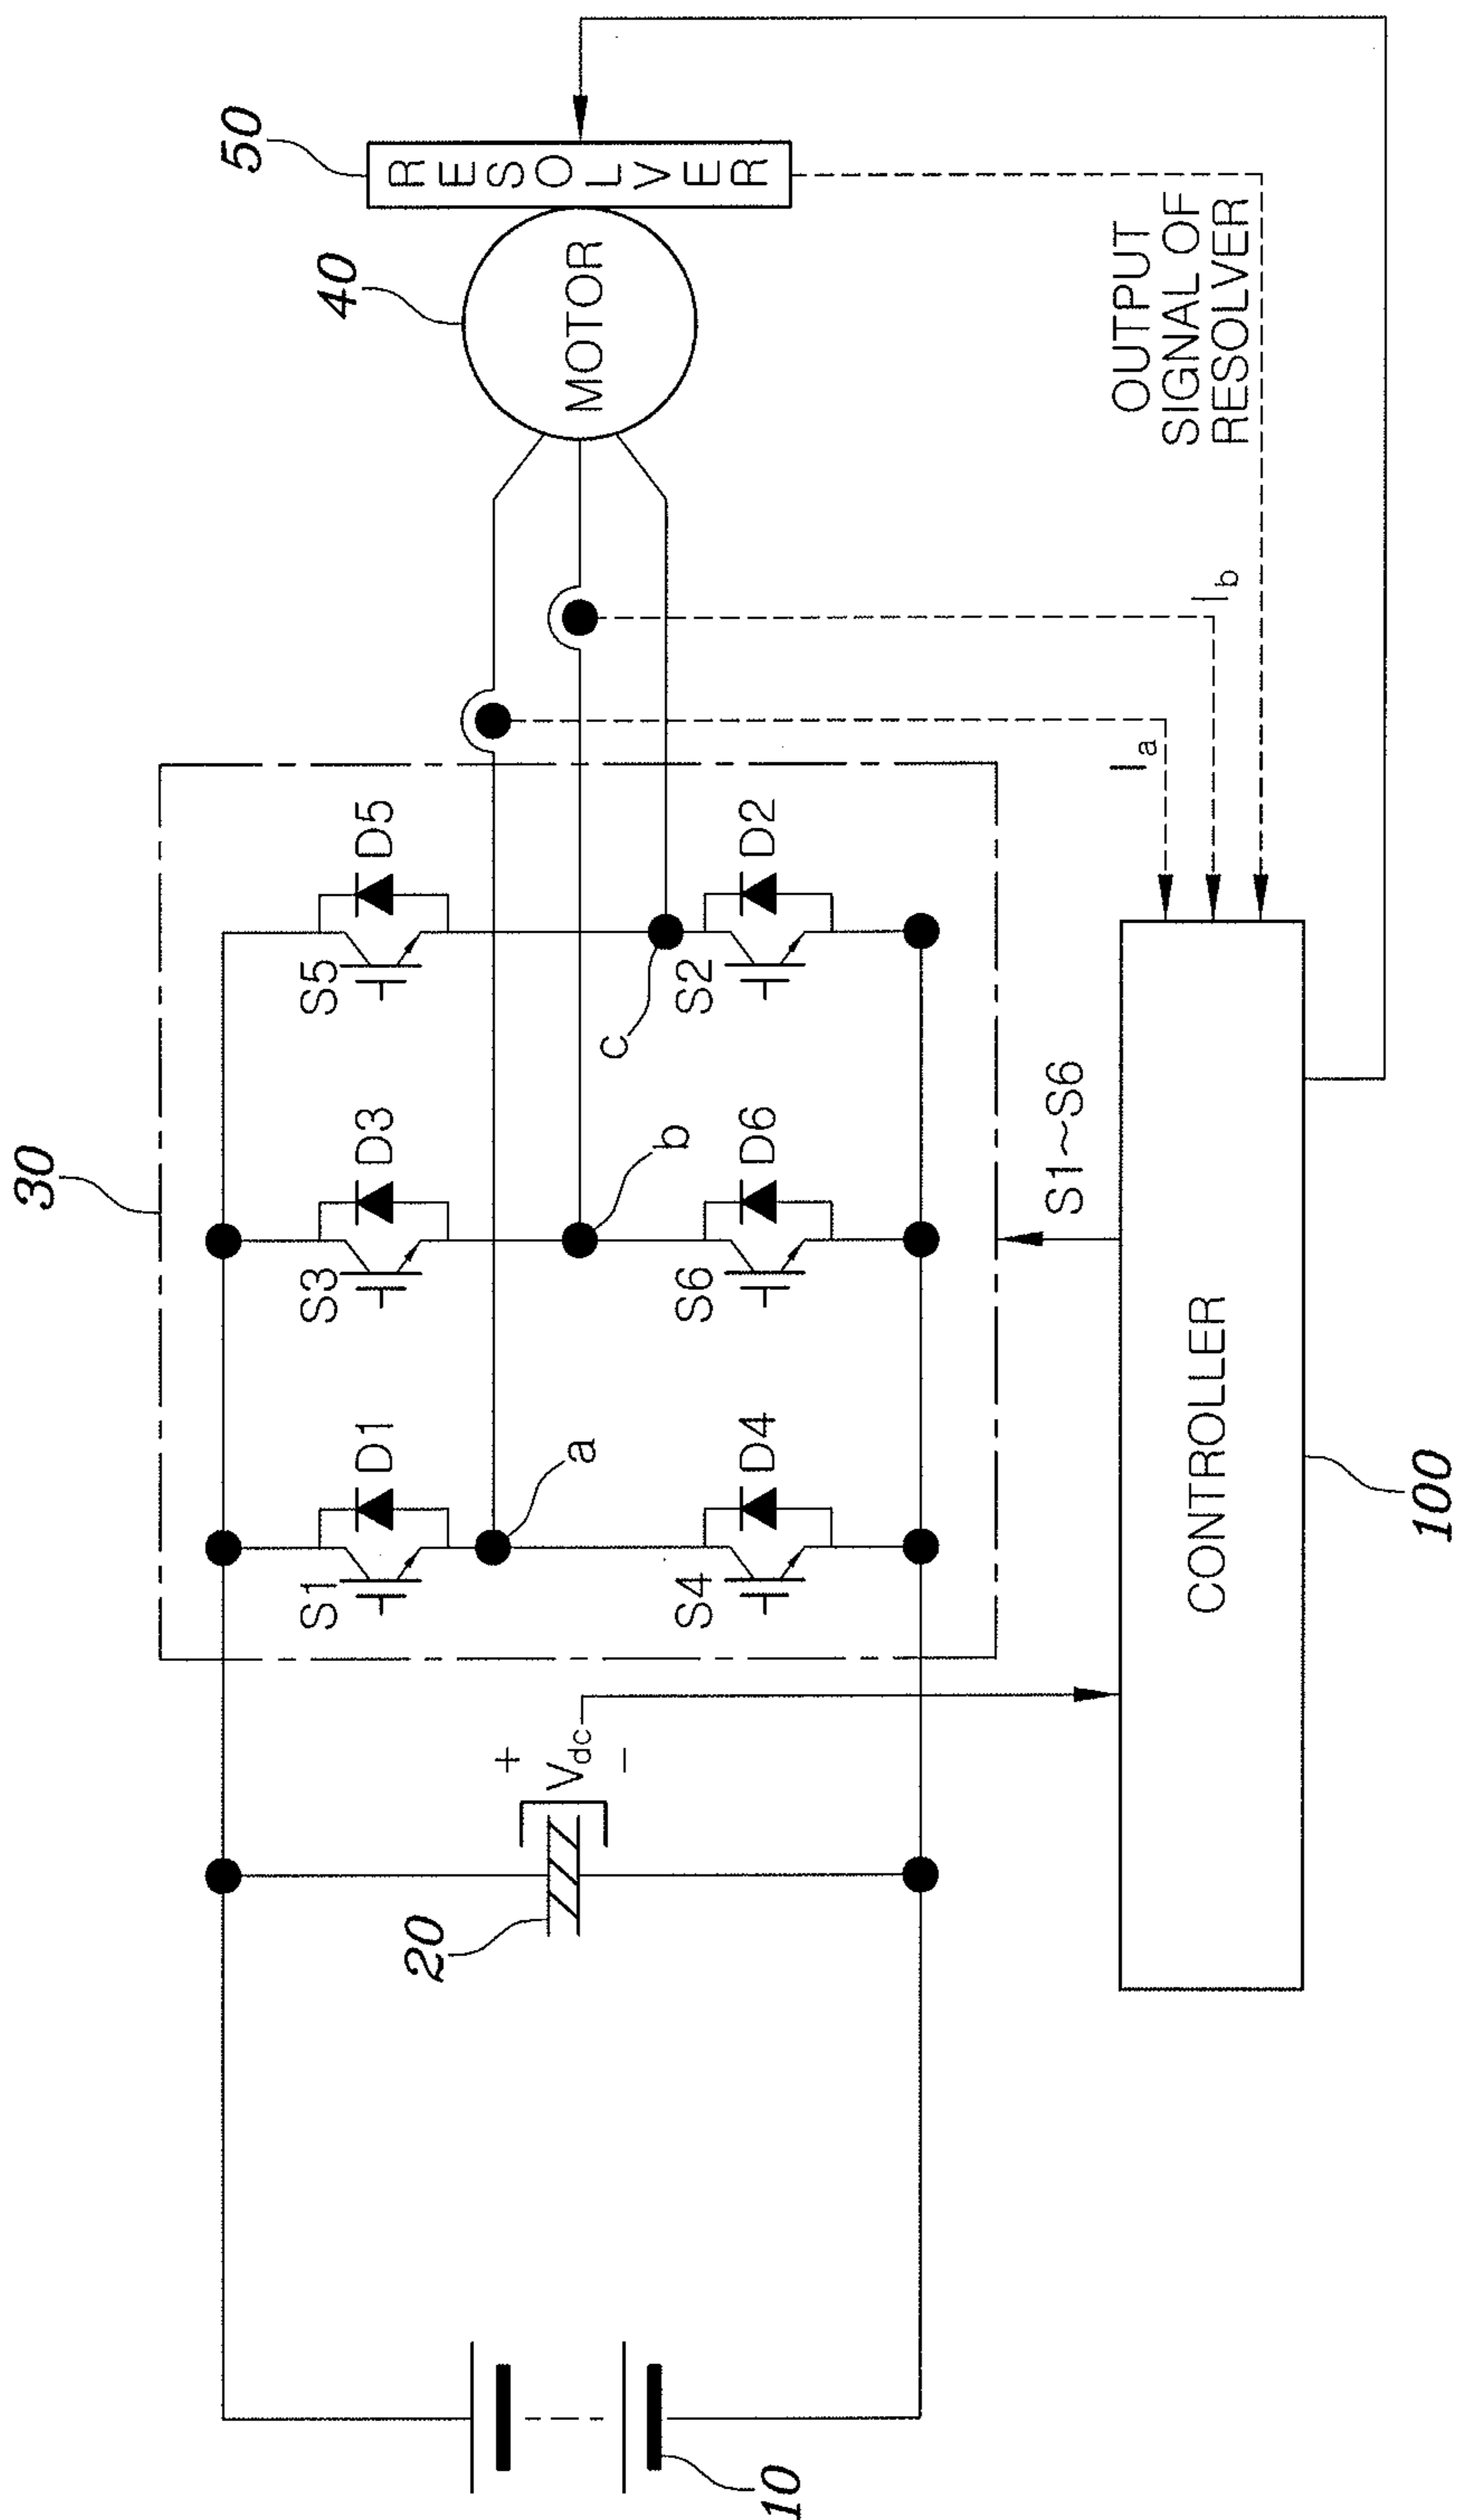 30
50
40
RESOLVER
MOTOR
S1
D1
S3
D3
S5
D5
20
+
Vdc
−
a
b
c
S4
D4
S6
D6
S2
D2
10
S1~S6
Ia
Ib
OUTPUT
SIGNAL OF
RESOLVER
CONTROLLER
100